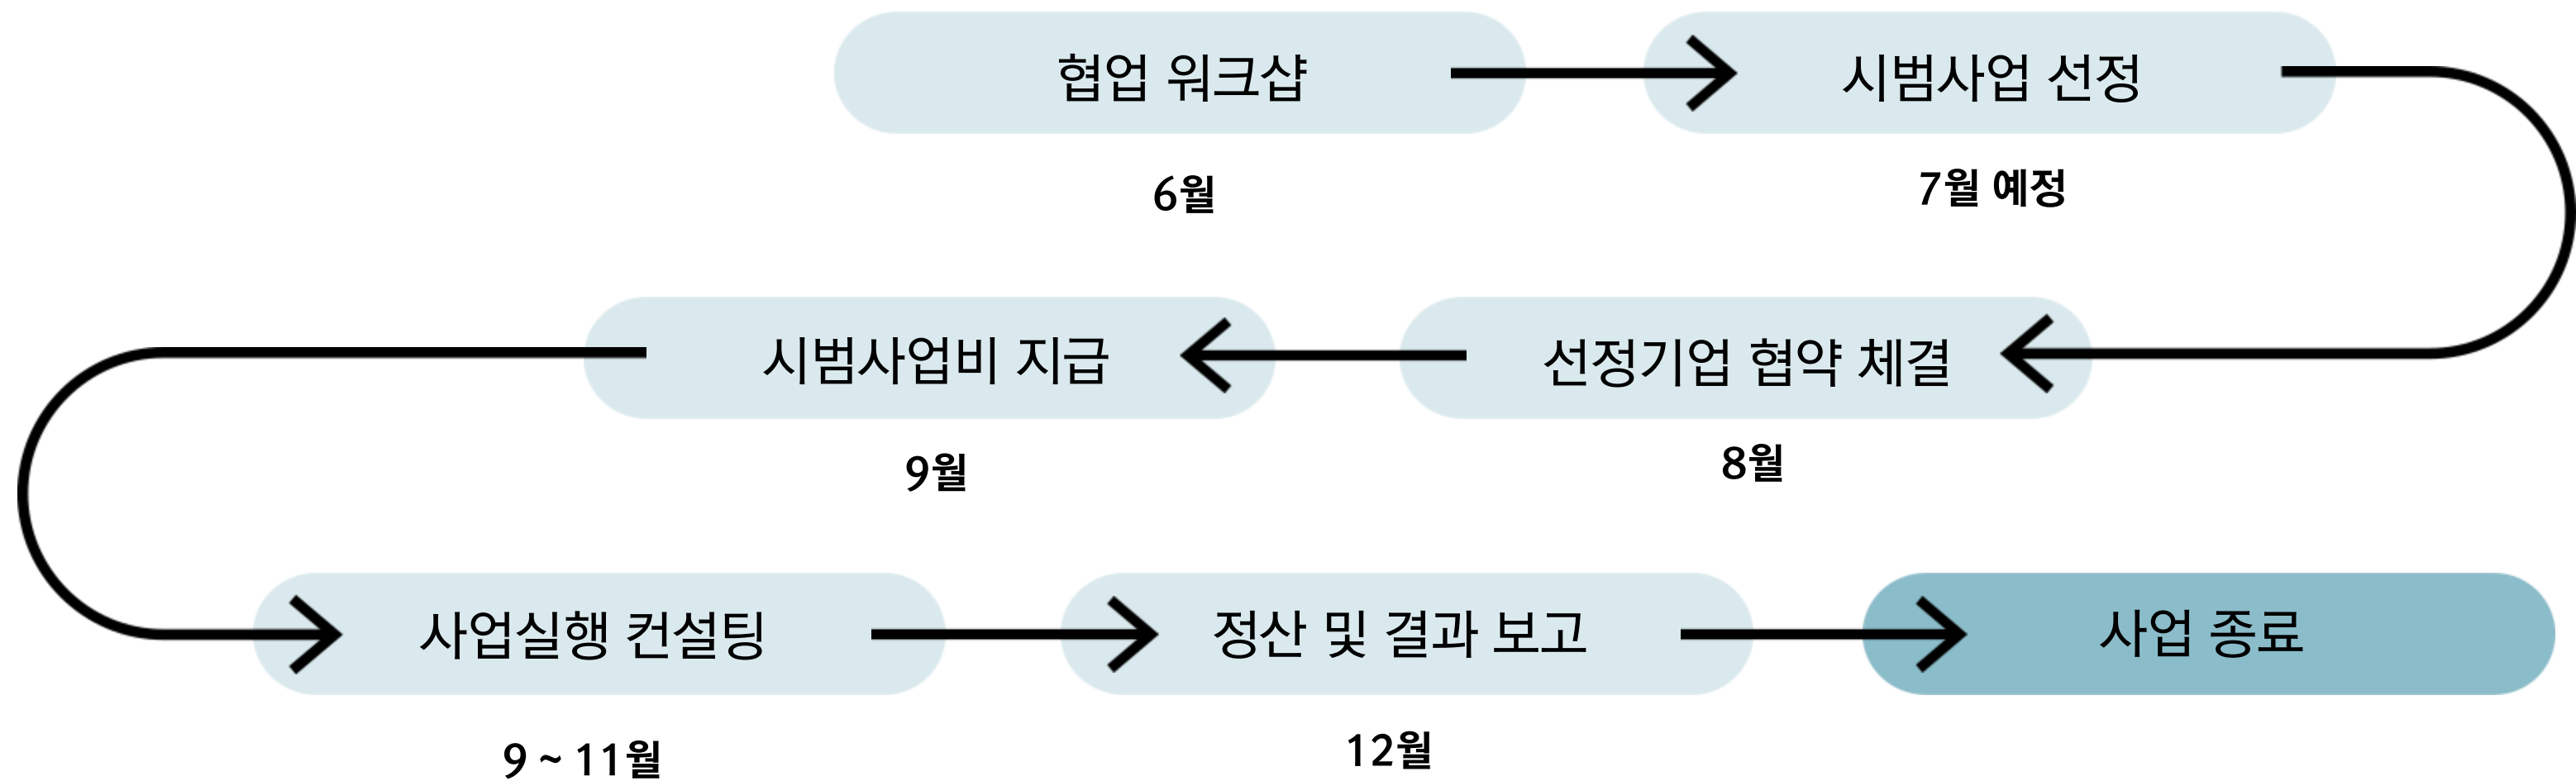 협업 워크샵
6월
시범사업 선정
7월 예정
선정기업 협약 체결
8월
시범사업비 지급
9월
사업실행 컨설팅
9 ~ 11월
정산 및 결과 보고
12월
사업 종료